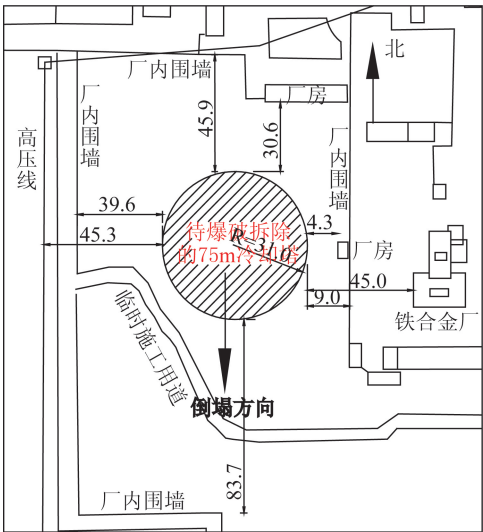 北
厂内围墙
厂房
厂内围墙
高压线
45.9
30.6
厂内围墙
39.6
45.3
待爆破拆除
的75m冷却塔
R=31.0
4.3
厂房
45.0
9.0
铁合金厂
临时施工用道
倒塌方向
83.7
厂内围墙